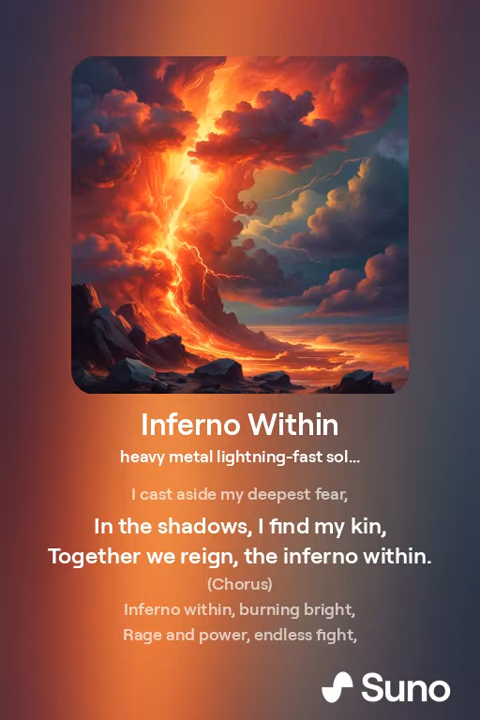 Inferno Within
heavy metal lightning-fast sol...
I cast aside my deepest fear,
In the shadows, I find my kin,
Together we reign, the inferno within.
(Chorus)
Inferno within, burning bright,
Rage and power, endless fight,
Suno